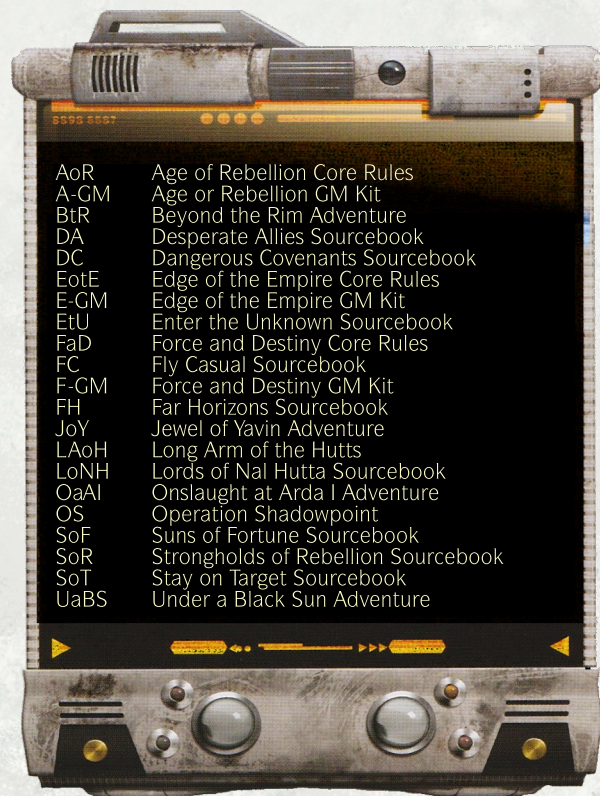 8898 8887
AoR Age of Rebellion Core Rules
A-GM Age or Rebellion GM Kit
BtR Beyond the Rim Adventure
DA Desperate Allies Sourcebook
DC Dangerous Covenants Sourcebook
EotE Edge of the Empire Core Rules
E-GM Edge of the Empire GM Kit
EtU Enter the Unknown Sourcebook
FaD Force and Destiny Core Rules
FC Fly Casual Sourcebook
F-GM Force and Destiny GM Kit
FH Far Horizons Sourcebook
JoY Jewel of Yavin Adventure
LAoH Long Arm of the Hutts
LoNH Lords of Nal Hutta Sourcebook
OaAI Onslaught at Arda I Adventure
OS Operation Shadowpoint
SoF Suns of Fortune Sourcebook
SoR Strongholds of Rebellion Sourcebook
SoT Stay on Target Sourcebook
UaBS Under a Black Sun Adventure